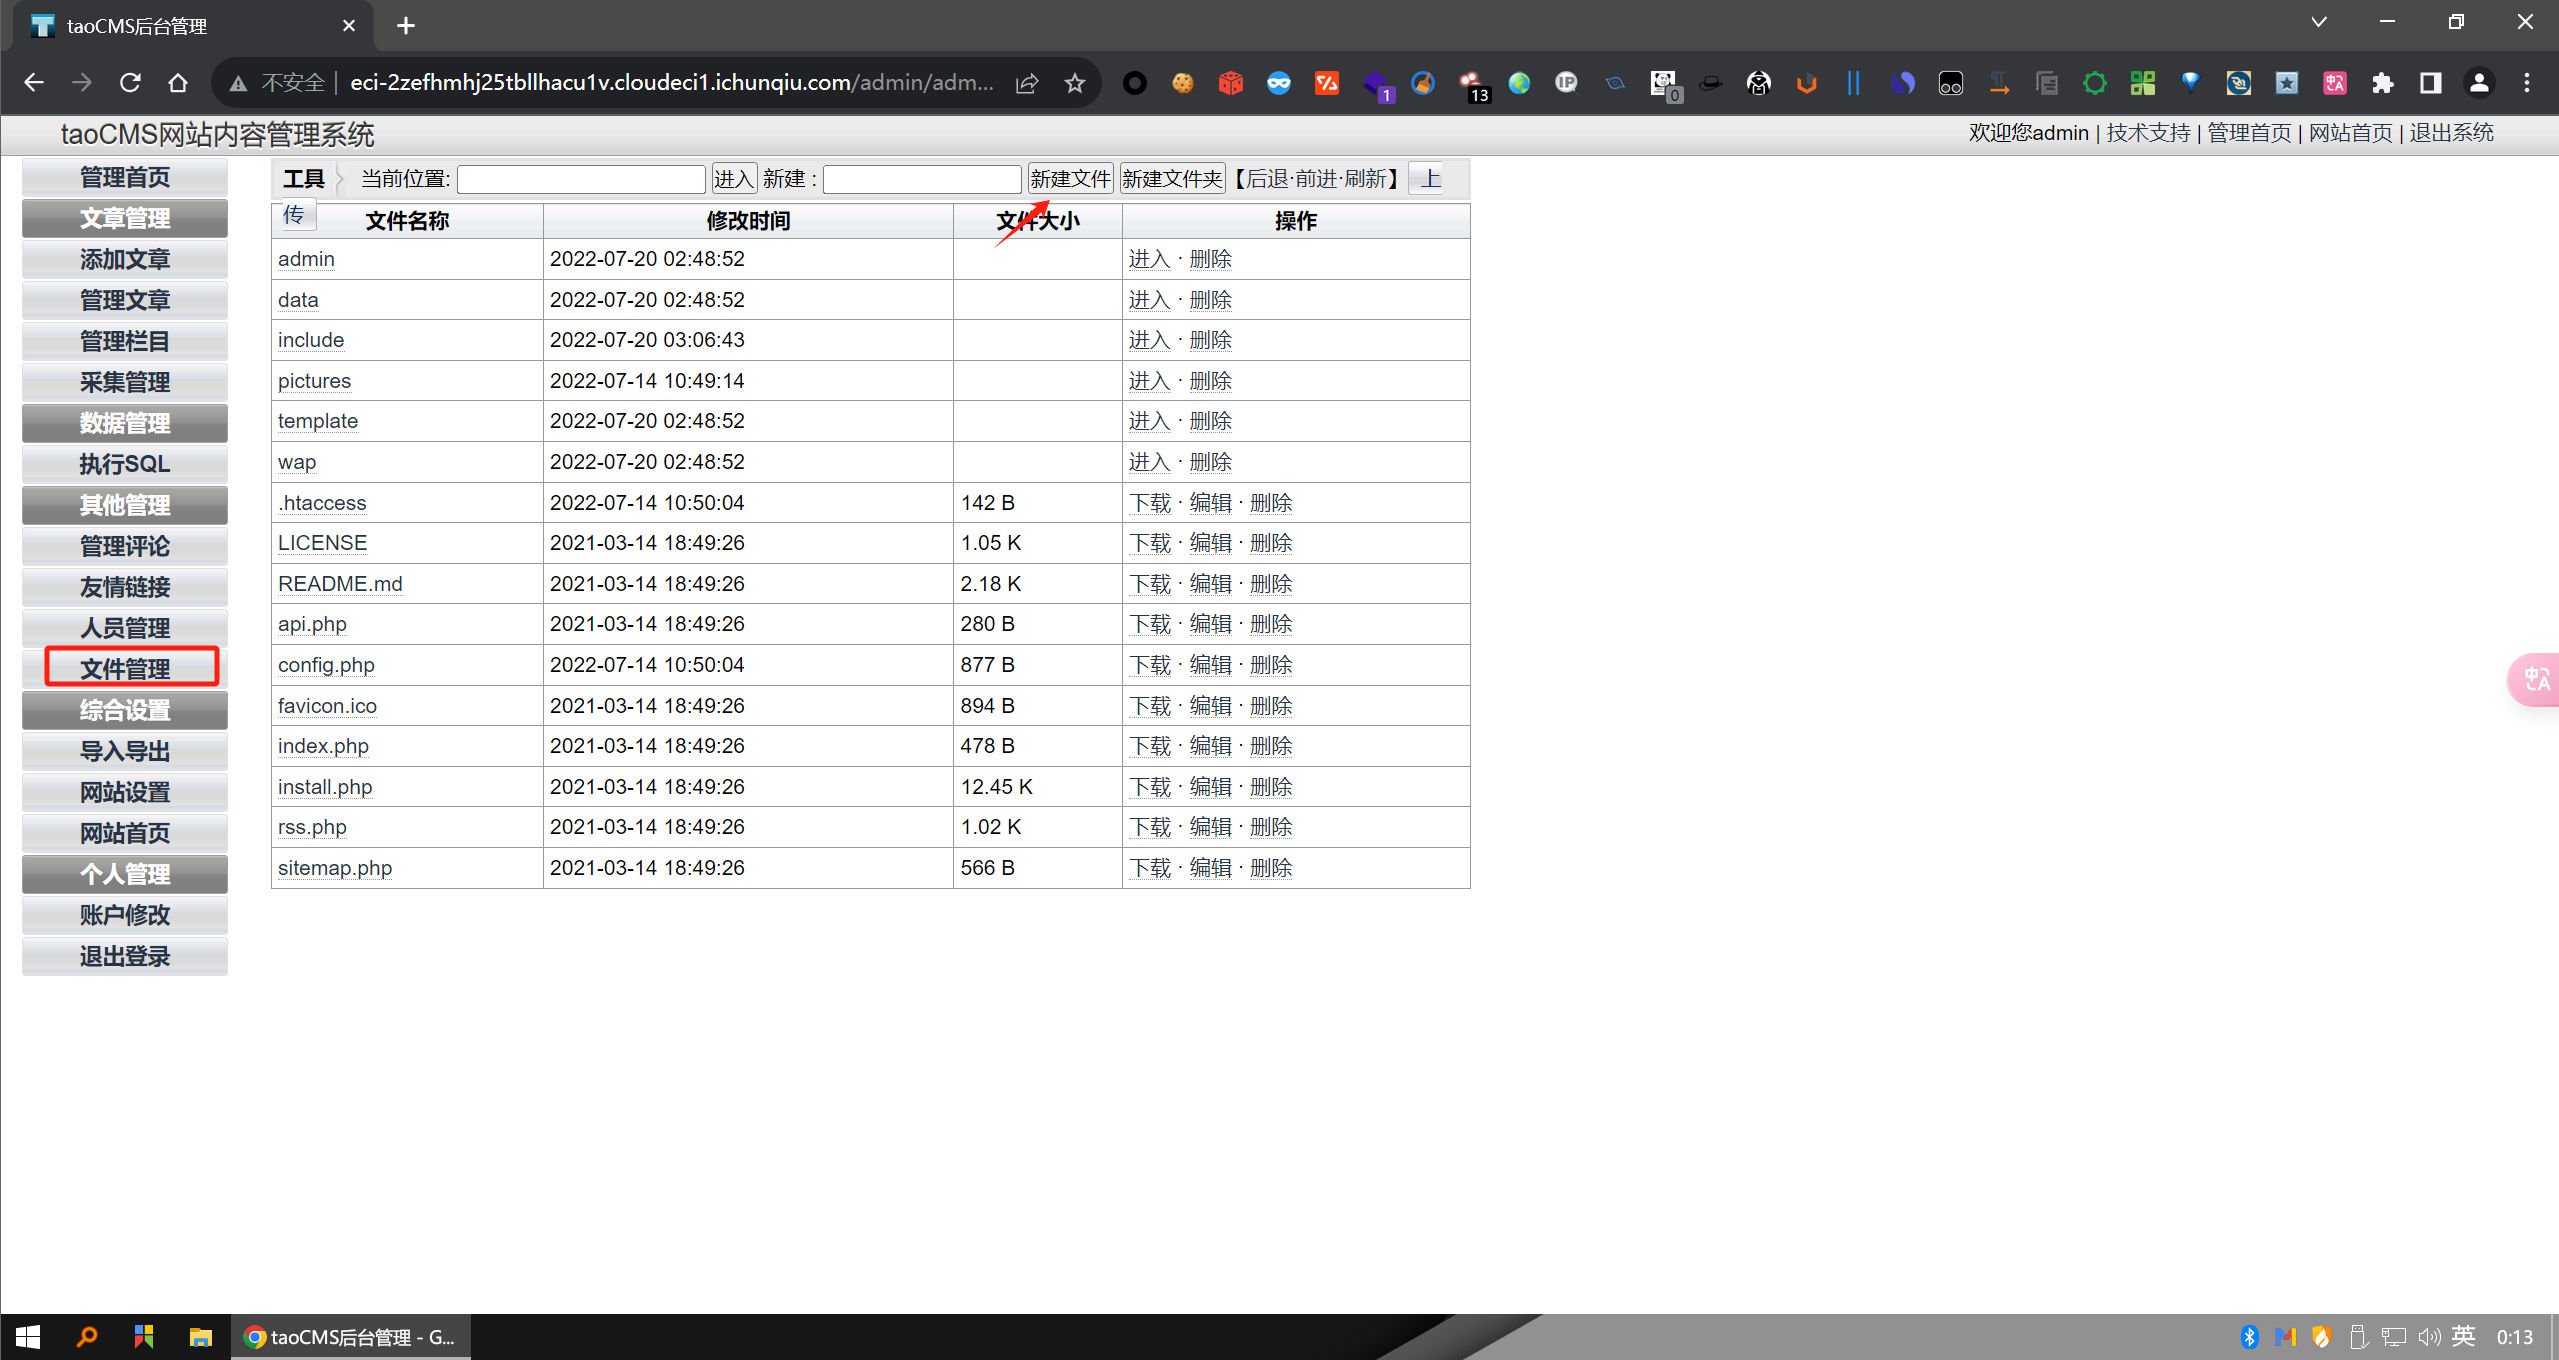 taoCMS后台管理
不安全 eci-2zefhmhj25tbllhacu1v.cloudeci1.ichunqiu.com/admin/adm...
1
13
0
taoCMS网站内容管理系统
欢迎您admin | 技术支持 | 管理首页 | 网站首页 | 退出系统
管理首页
文章管理
添加文章
管理文章
管理栏目
采集管理
数据管理
执行SQL
其他管理
管理评论
友情链接
人员管理
文件管理
综合设置
导入导出
网站设置
网站首页
个人管理
账户修改
退出登录
工具 当前位置: 进入 新建 : 新建文件 新建文件夹 【后退·前进·刷新】 上
传
文件名称 修改时间 文件大小 操作
admin 2022-07-20 02:48:52 进入 · 删除
data 2022-07-20 02:48:52 进入 · 删除
include 2022-07-20 03:06:43 进入 · 删除
pictures 2022-07-14 10:49:14 进入 · 删除
template 2022-07-20 02:48:52 进入 · 删除
wap 2022-07-20 02:48:52 进入 · 删除
.htaccess 2022-07-14 10:50:04 142 B 下载 · 编辑 · 删除
LICENSE 2021-03-14 18:49:26 1.05 K 下载 · 编辑 · 删除
README.md 2021-03-14 18:49:26 2.18 K 下载 · 编辑 · 删除
api.php 2021-03-14 18:49:26 280 B 下载 · 编辑 · 删除
config.php 2022-07-14 10:50:04 877 B 下载 · 编辑 · 删除
favicon.ico 2021-03-14 18:49:26 894 B 下载 · 编辑 · 删除
index.php 2021-03-14 18:49:26 478 B 下载 · 编辑 · 删除
install.php 2021-03-14 18:49:26 12.45 K 下载 · 编辑 · 删除
rss.php 2021-03-14 18:49:26 1.02 K 下载 · 编辑 · 删除
sitemap.php 2021-03-14 18:49:26 566 B 下载 · 编辑 · 删除
taoCMS后台管理 - G...
英 0:13